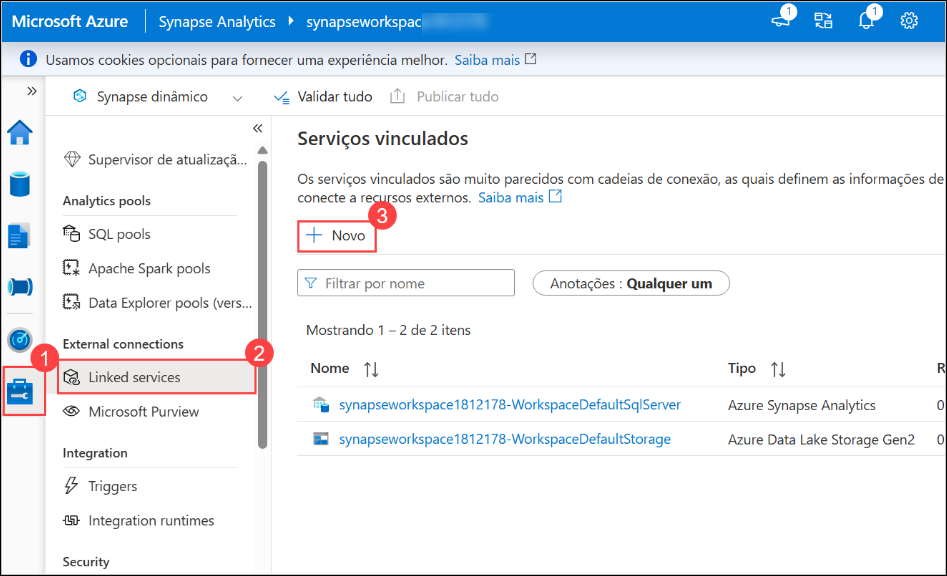 Microsoft Azure
Synapse Analytics
synapseworkspac
1
1
Usamos cookies opcionais para fornecer uma experiência melhor. Saiba mais
»
Synapse dinâmico
Validar tudo
Publicar tudo
«
Supervisor de atualizaçã...
Analytics pools
SQL pools
Apache Spark pools
Data Explorer pools (vers...
External connections
1
2
Linked services
Microsoft Purview
Integration
Triggers
Integration runtimes
Security
Serviços vinculados
Os serviços vinculados são muito parecidos com cadeias de conexão, as quais definem as informações de
conecte a recursos externos. Saiba mais
3
Novo
Filtrar por nome
Anotações : Qualquer um
Mostrando 1 – 2 de 2 itens
Nome Tipo R
synapseworkspace1812178-WorkspaceDefaultSqlServer Azure Synapse Analytics 0
synapseworkspace1812178-WorkspaceDefaultStorage Azure Data Lake Storage Gen2 0